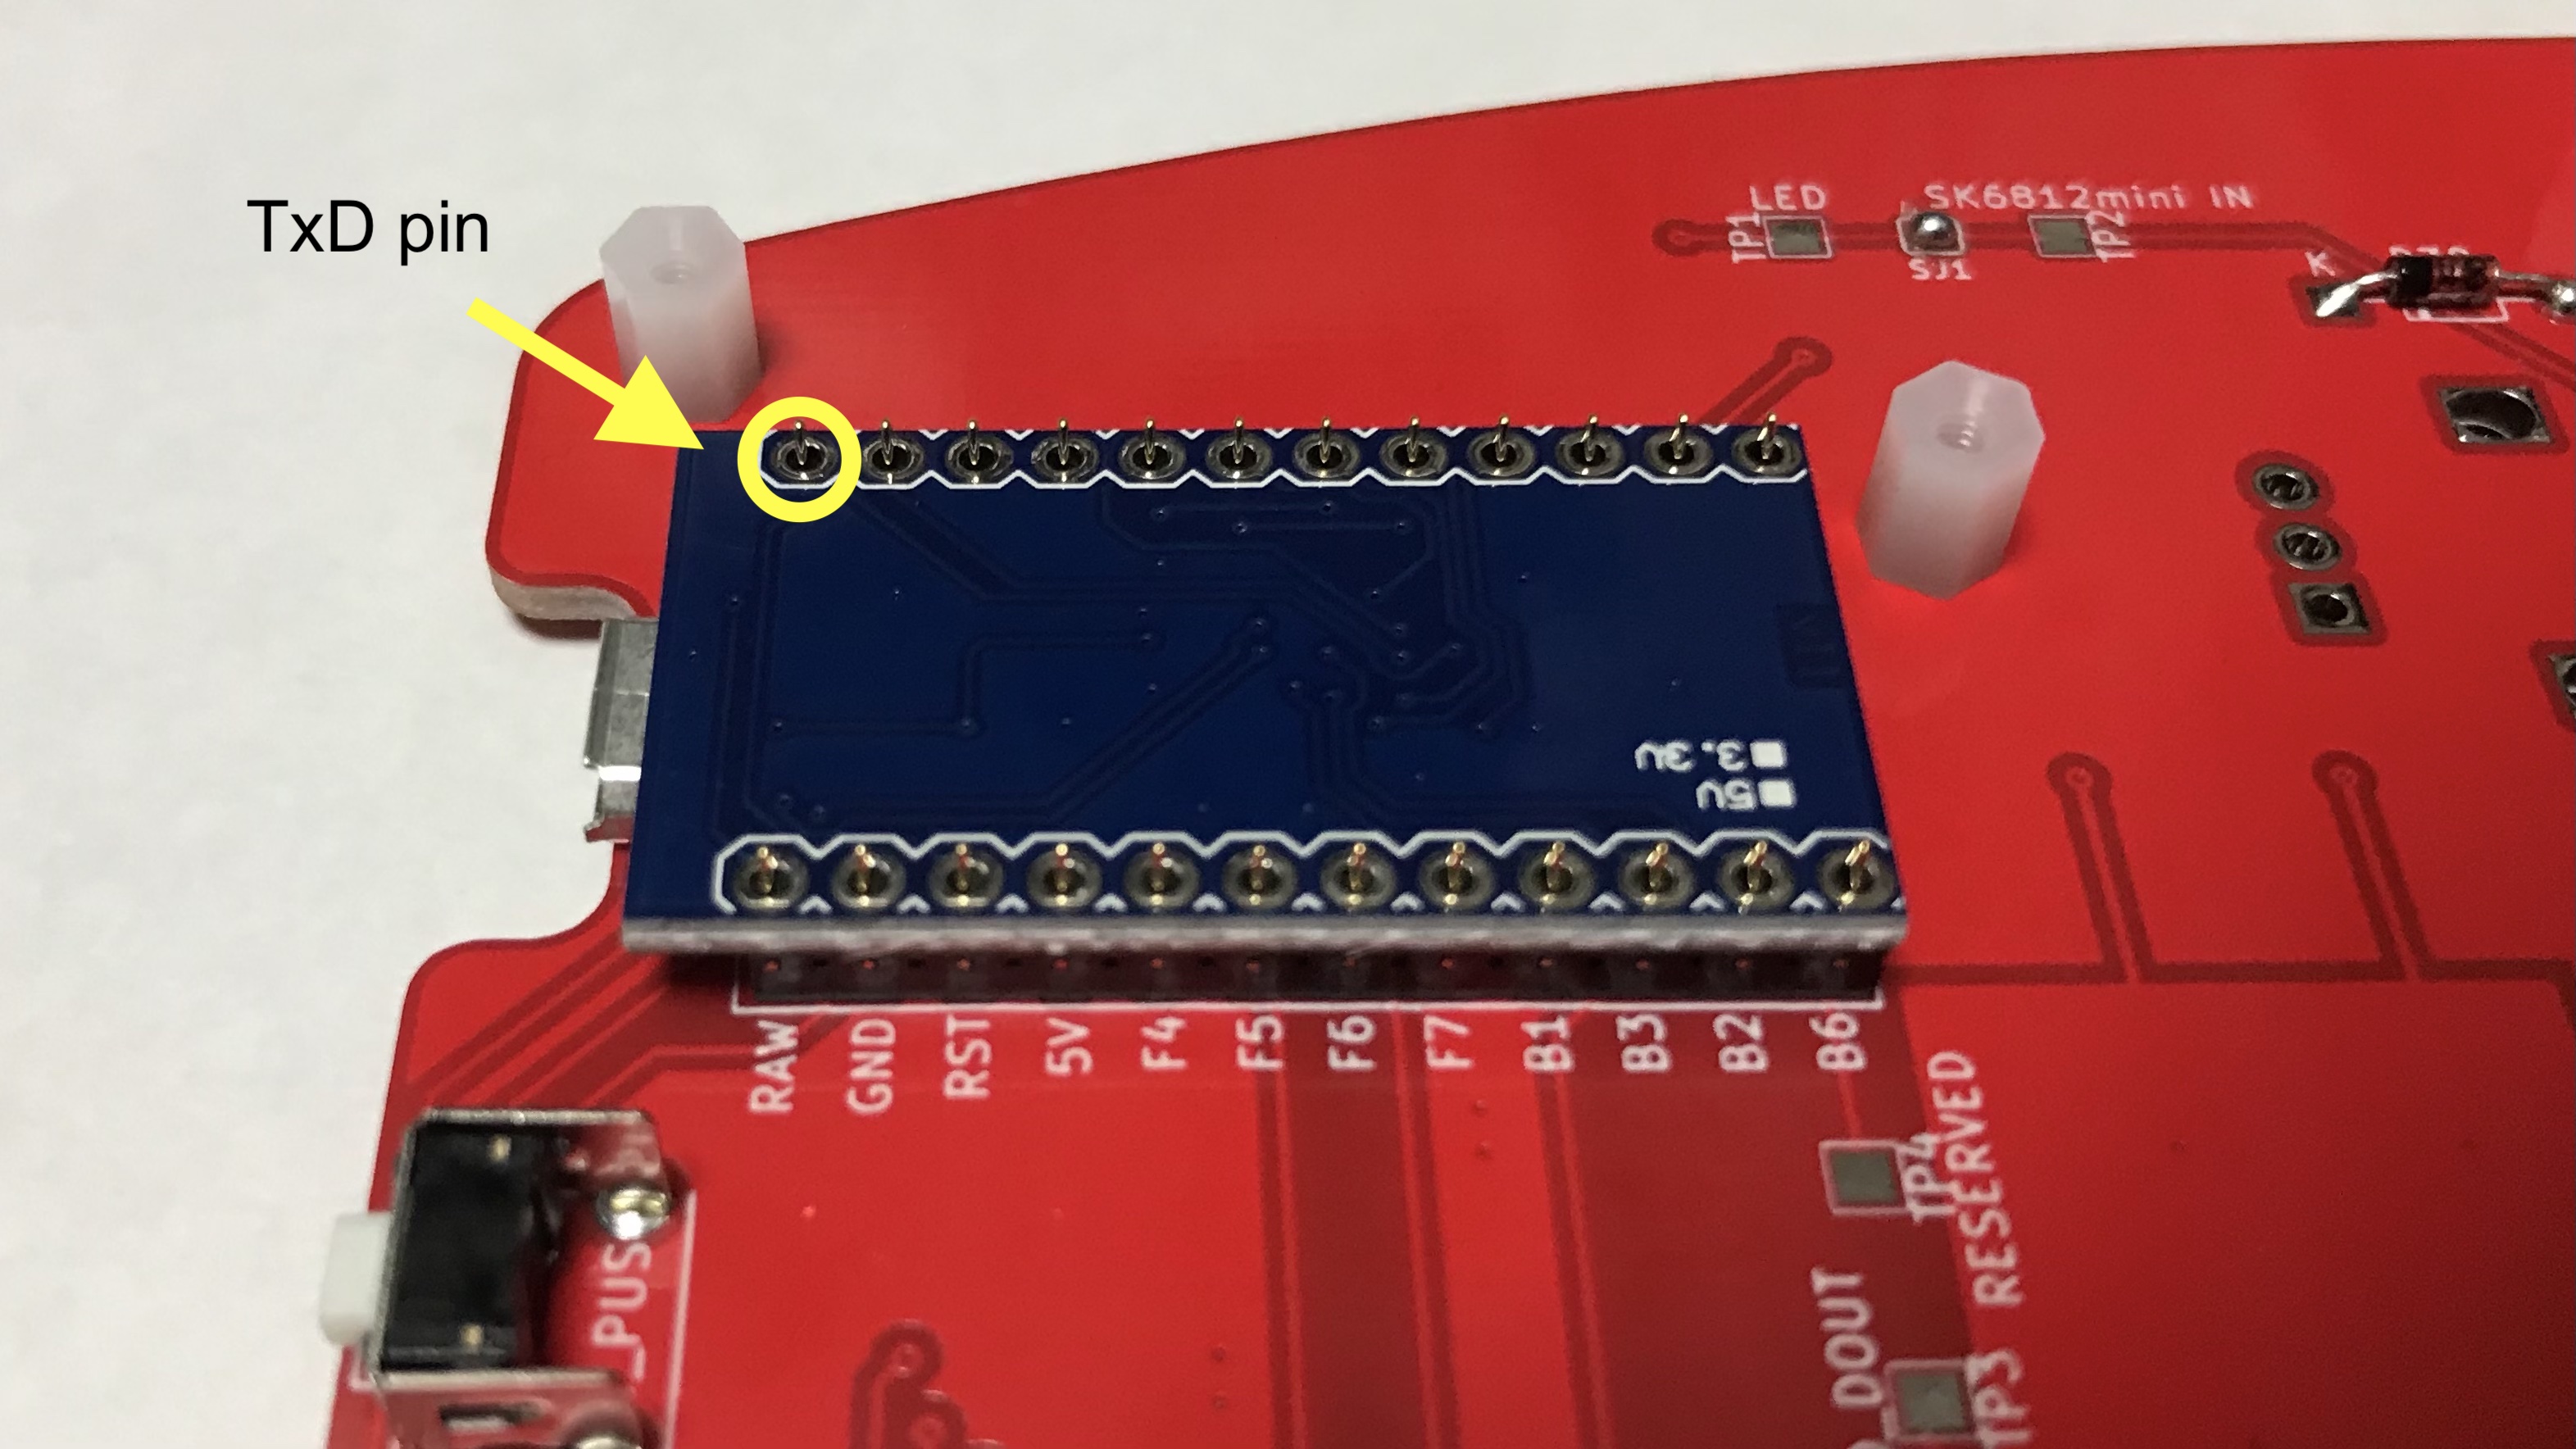 TxD pin
LED
SK6812mini IN
TP1
TP2
SJ1
K
3.3V
5V
RAW
GND
RST
5V
F4
F5
F6
F7
B1
B3
B2
B6
TP4
RESERVED
_PUS
DOUT
TP3